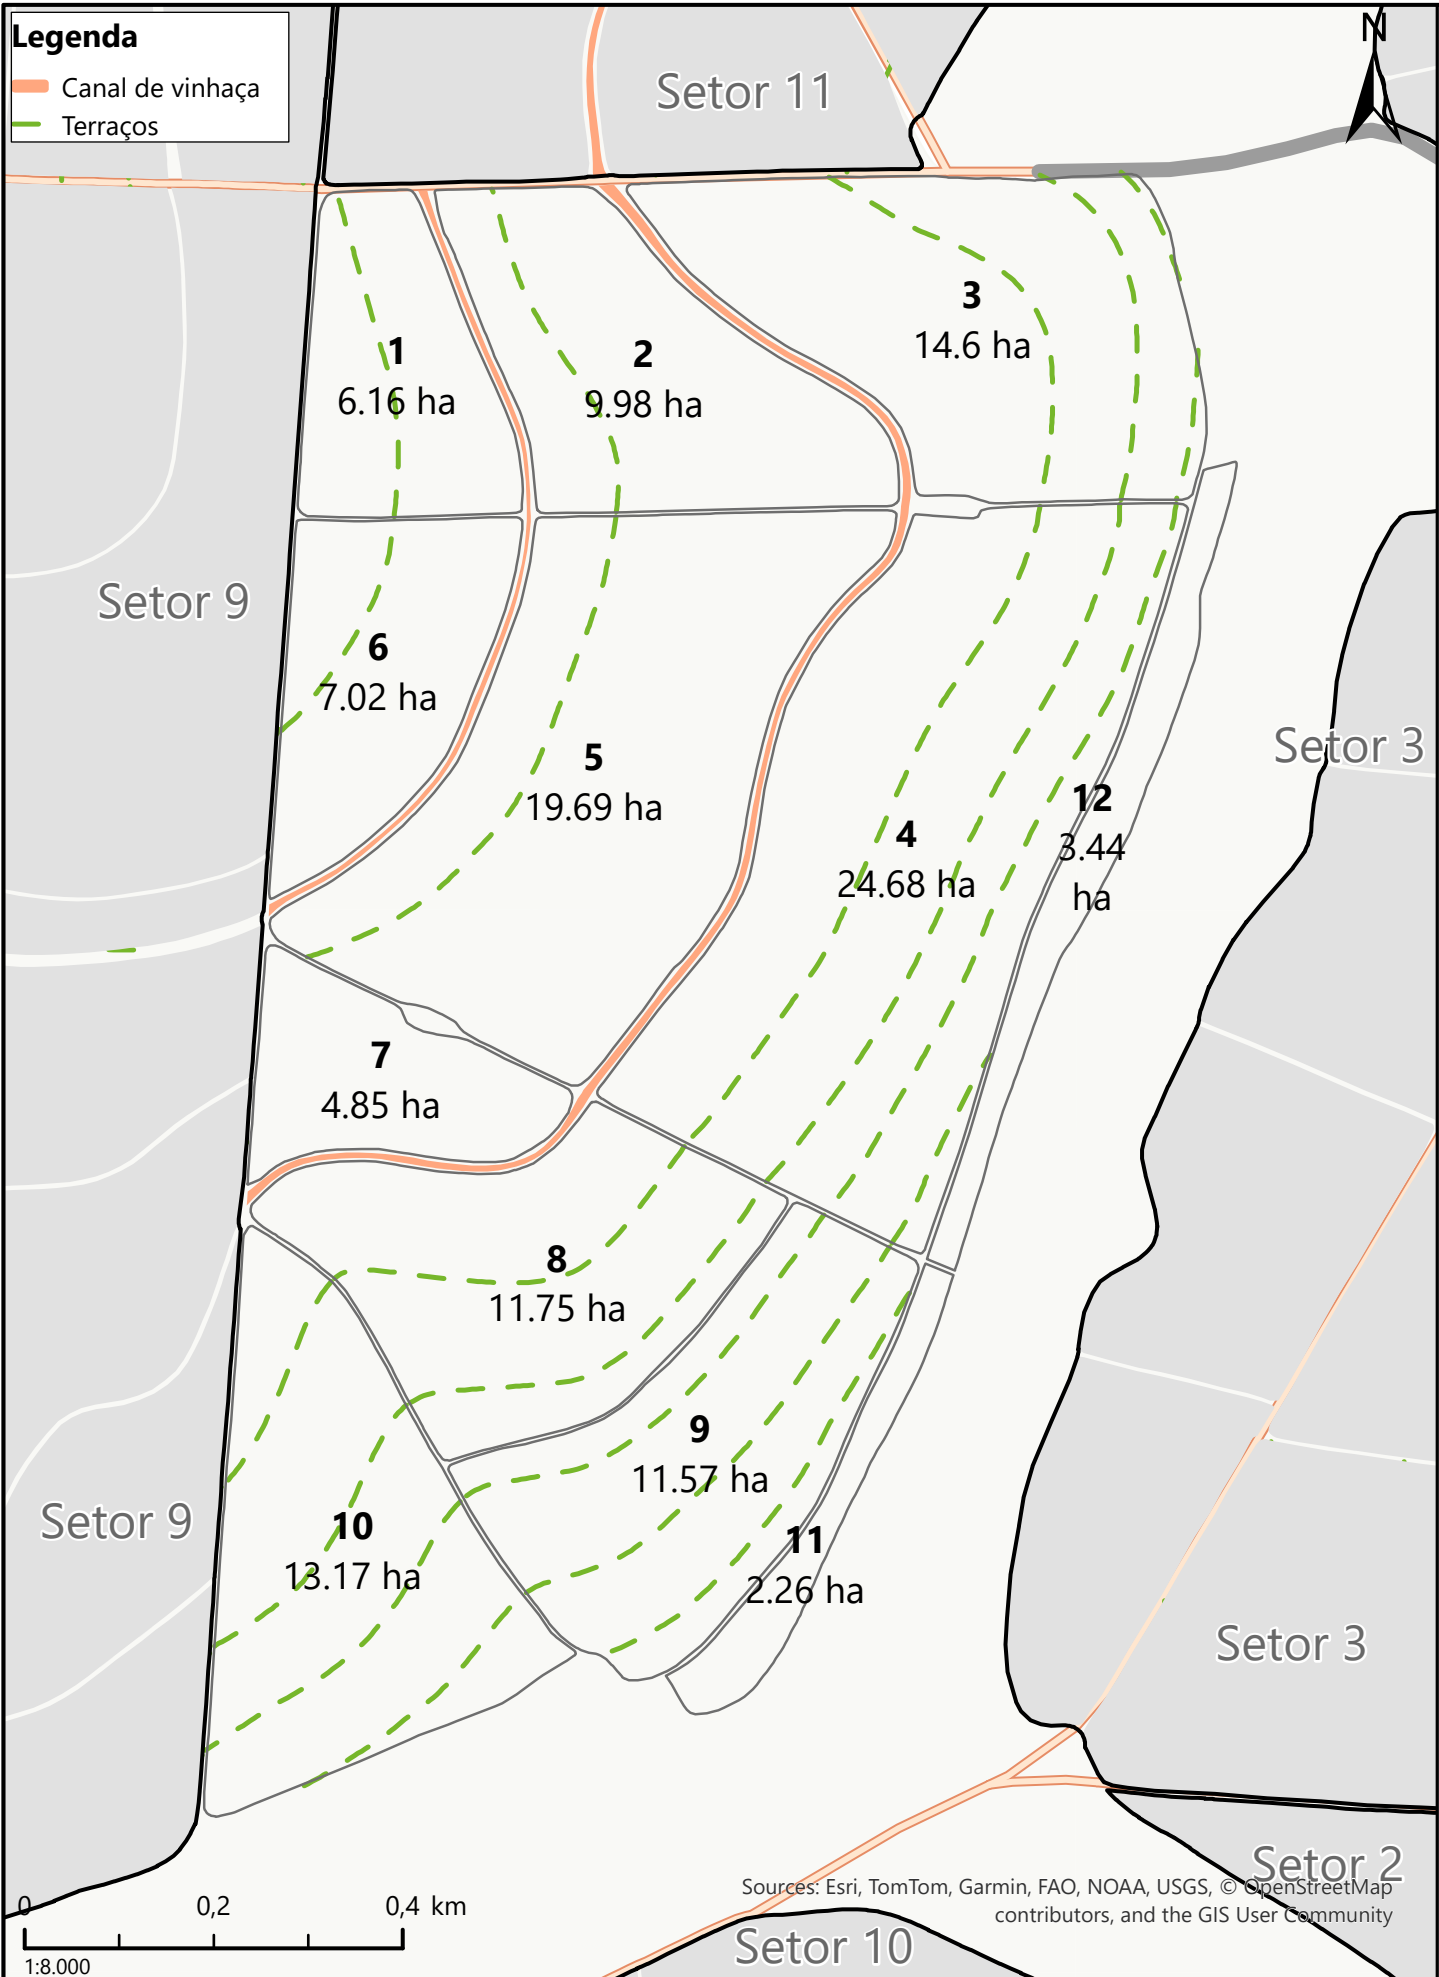 Legenda
Canal de vinhaça
Terraços
N
Setor 11
3
14.6 ha
1
6.16 ha
2
9.98 ha
Setor 9
6
7.02 ha
5
19.69 ha
Setor 3
12
3.44
ha
4
24.68 ha
7
4.85 ha
8
11.75 ha
9
11.57 ha
Setor 9
10
13.17 ha
11
2.26 ha
Setor 3
Setor 2
Sources: Esri, TomTom, Garmin, FAO, NOAA, USGS, © OpenStreetMap
contributors, and the GIS User Community
0 0,2 0,4 km
Setor 10
1:8.000